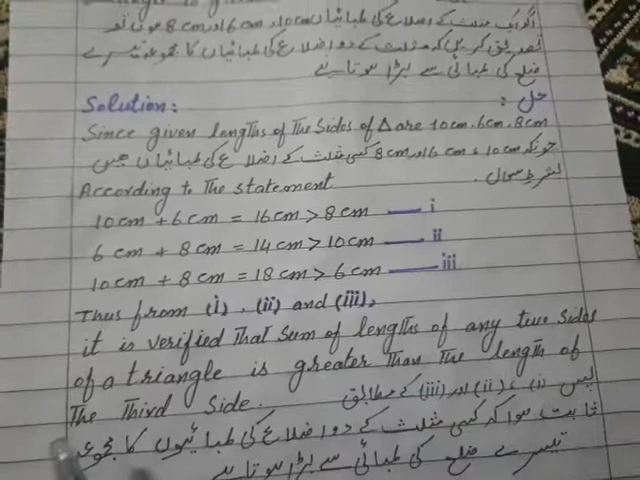 اگر ایک مثلث کے اضلاع کی لمبائیاں 10cm، 6cm اور 8cm ہوں تو
تصدیق کریں کہ مثلث کے دو اضلاع کی لمبائیوں کا مجموعہ تیسرے
ضلع کی لمبائی سے بڑا ہوتا ہے
Solution: حل:
Since given lengths of The Sides of Δ are 10cm, 6cm, 8cm
چونکہ 10cm، 6cm اور 8cm کسی مثلث کے اضلاع کی لمبائیاں ہیں
According to The statement
10cm + 6cm = 16cm > 8cm — i
6cm + 8cm = 14cm > 10cm — ii
10cm + 8cm = 18cm > 6cm — iii
Thus from (i), (ii) and (iii),
it is verified That sum of lengths of any two sides
of a triangle is greater Than The length of
The Third Side. پس (i)، (ii) اور (iii) کے مطابق
ثابت ہوا کہ کسی مثلث کے دو اضلاع کی لمبائیوں کا مجموعہ
تیسرے ضلع کی لمبائی سے بڑا ہوتا ہے